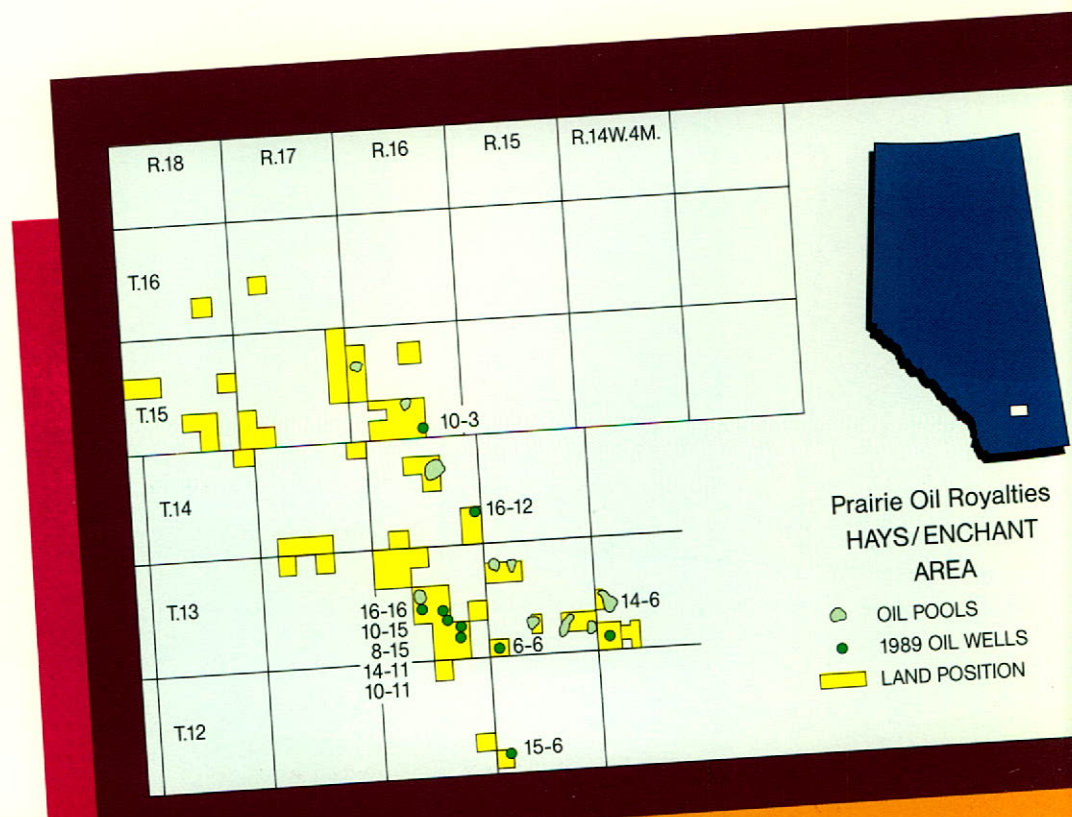 R.18 R.17 R.16 R.15 R.14W.4M.
T.16
T.15
10-3
T.14
16-12
T.13
16-16
10-15
8-15
14-11
10-11
14-6
6-6
T.12
15-6
Prairie Oil Royalties
HAYS/ENCHANT
AREA
OIL POOLS
1989 OIL WELLS
LAND POSITION